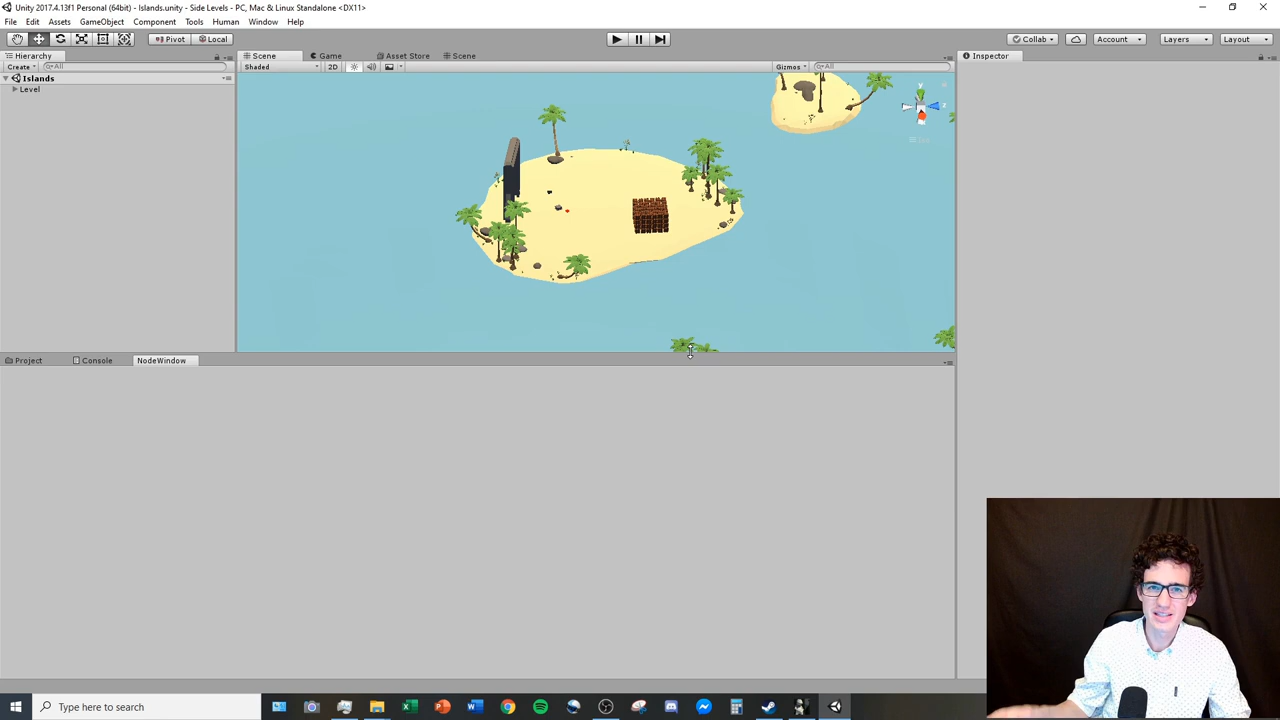 Unity 2017.4.13f1 Personal (64bit) - Islands.unity - Side Levels - PC, Mac & Linux Standalone <DX11>
File Edit Assets GameObject Component Tools Human Window Help
Pivot Local Collab Account Layers Layout
Hierarchy Scene Game Asset Store Scene Inspector
Create All Shaded 2D Gizmos All
Islands
Level
y
z
Project Console NodeWindow
Type here to search